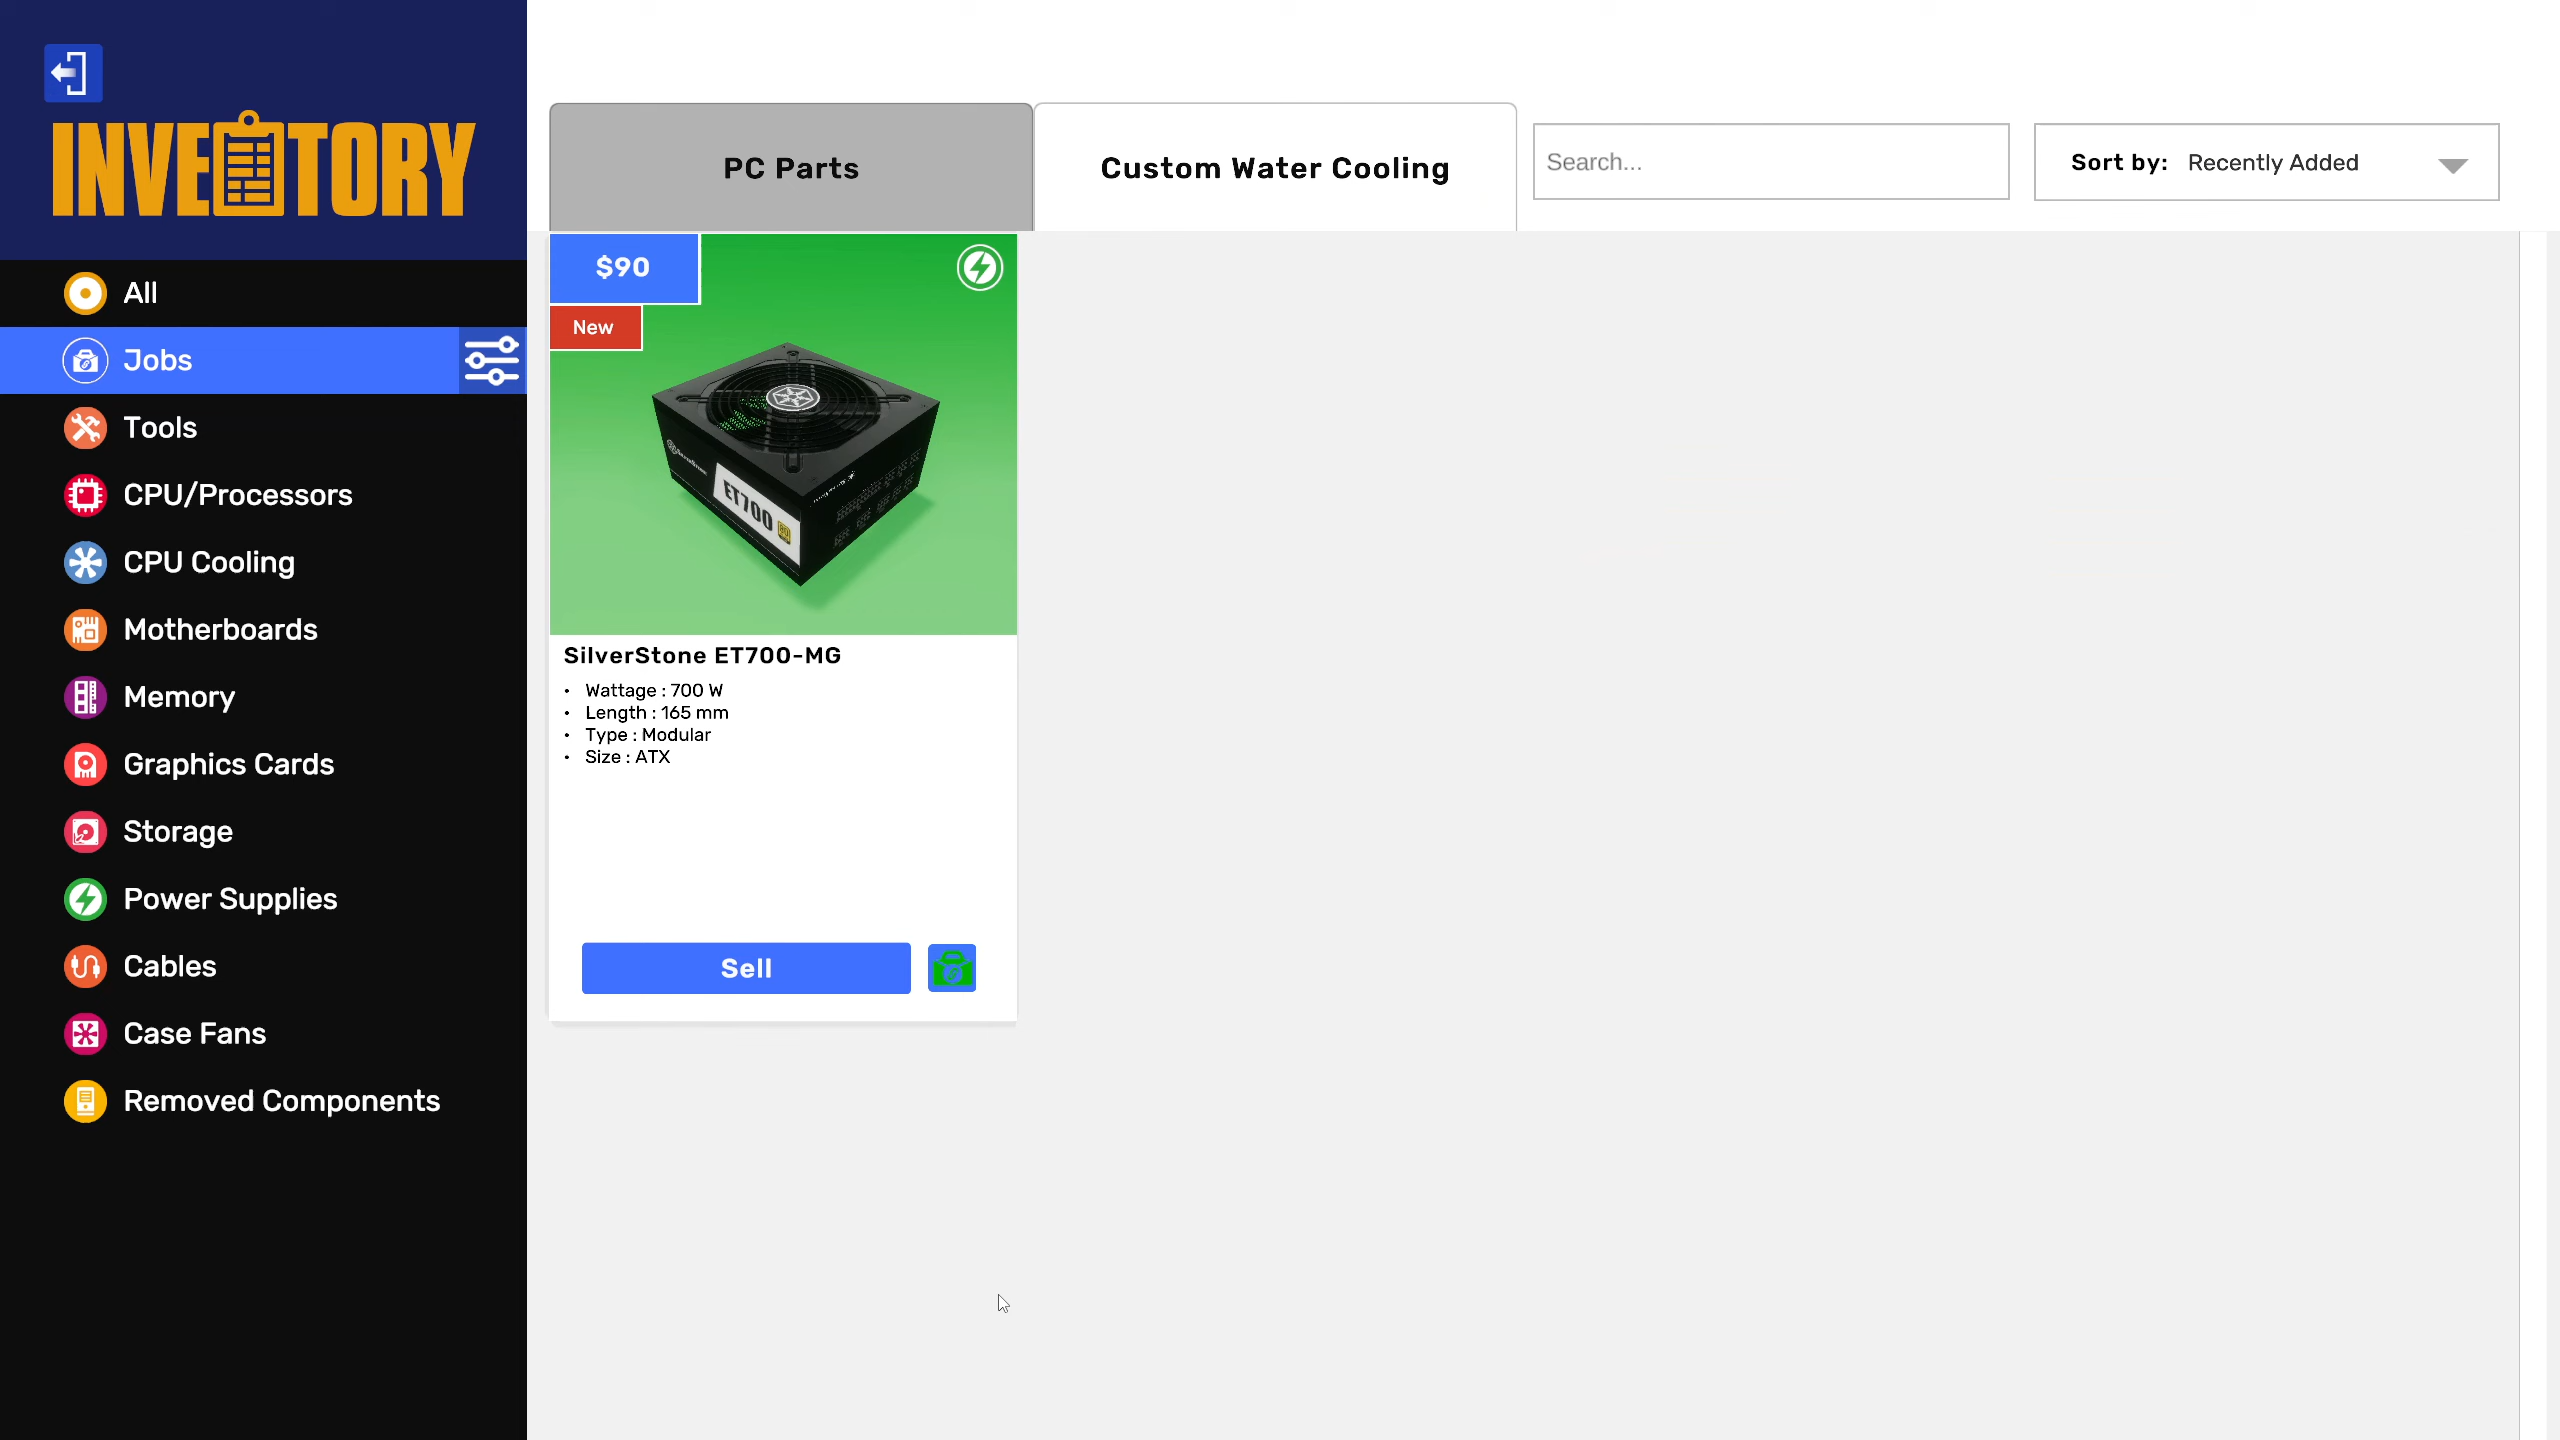 INVENTORY
All
Jobs
Tools
CPU/Processors
CPU Cooling
Motherboards
Memory
Graphics Cards
Storage
Power Supplies
Cables
Case Fans
Removed Components
PC Parts
Custom Water Cooling
Search...
Sort by: Recently Added
$90
New
SilverStone
ET700
SilverStone ET700-MG
• Wattage : 700 W
• Length : 165 mm
• Type : Modular
• Size : ATX
Sell